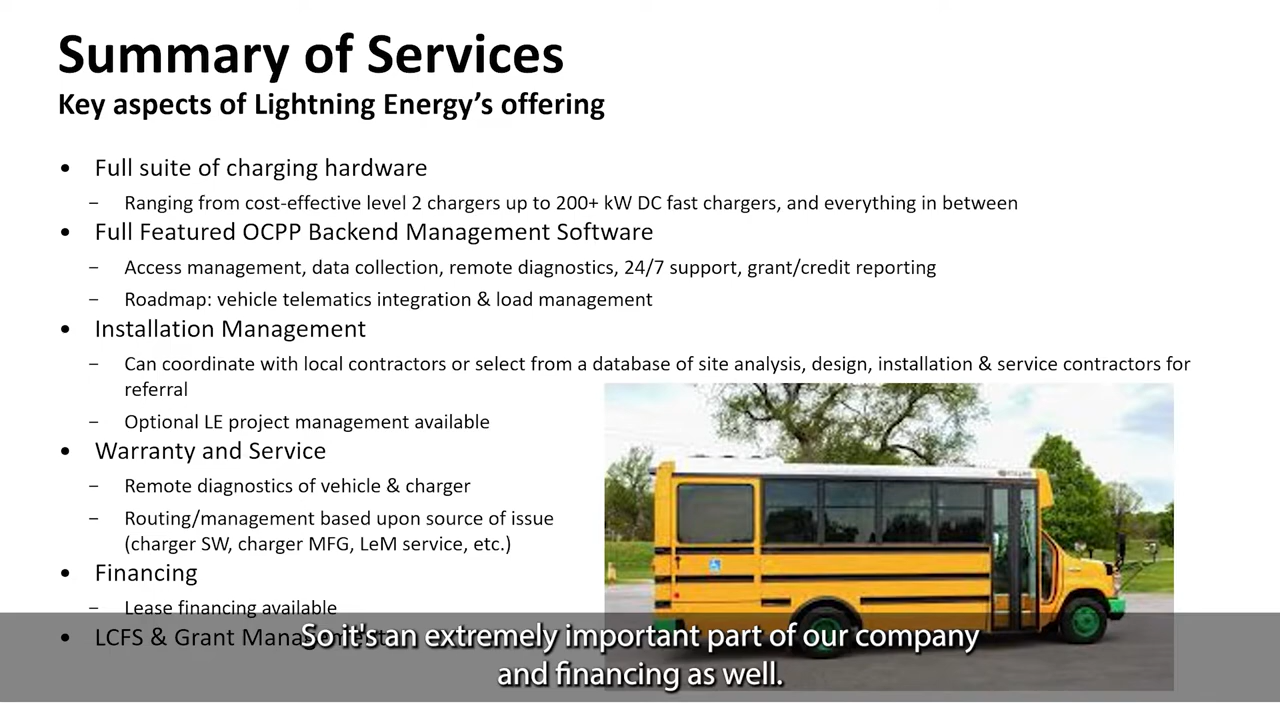 Summary of Services
Key aspects of Lightning Energy's offering
• Full suite of charging hardware
– Ranging from cost-effective level 2 chargers up to 200+ kW DC fast chargers, and everything in between
• Full Featured OCPP Backend Management Software
– Access management, data collection, remote diagnostics, 24/7 support, grant/credit reporting
– Roadmap: vehicle telematics integration & load management
• Installation Management
– Can coordinate with local contractors or select from a database of site analysis, design, installation & service contractors for
referral
– Optional LE project management available
• Warranty and Service
– Remote diagnostics of vehicle & charger
– Routing/management based upon source of issue
(charger SW, charger MFG, LeM service, etc.)
• Financing
– Lease financing available
• LCFS & Grant
So it's an extremely important part of our company
and financing as well.